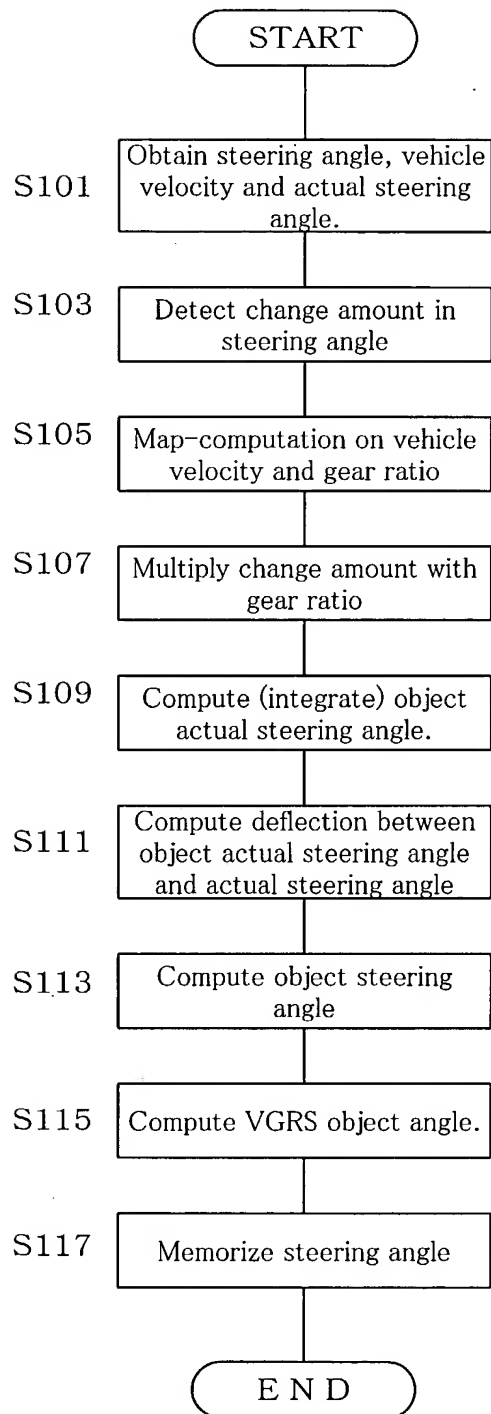 START
S101
Obtain steering angle, vehicle
velocity and actual steering
angle.
S103
Detect change amount in
steering angle
S105
Map-computation on vehicle
velocity and gear ratio
S107
Multiply change amount with
gear ratio
S109
Compute (integrate) object
actual steering angle.
S111
Compute deflection between
object actual steering angle
and actual steering angle
S113
Compute object steering
angle
S115
Compute VGRS object angle.
S117
Memorize steering angle
E N D